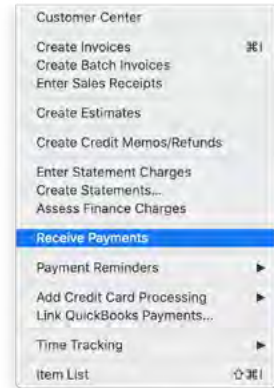 Customer Center
Create Invoices ⌘I
Create Batch Invoices
Enter Sales Receipts
Create Estimates
Create Credit Memos/Refunds
Enter Statement Charges
Create Statements...
Assess Finance Charges
Receive Payments
Payment Reminders ▶
Add Credit Card Processing ▶
Link QuickBooks Payments...
Time Tracking ▶
Item List ⇧⌘I